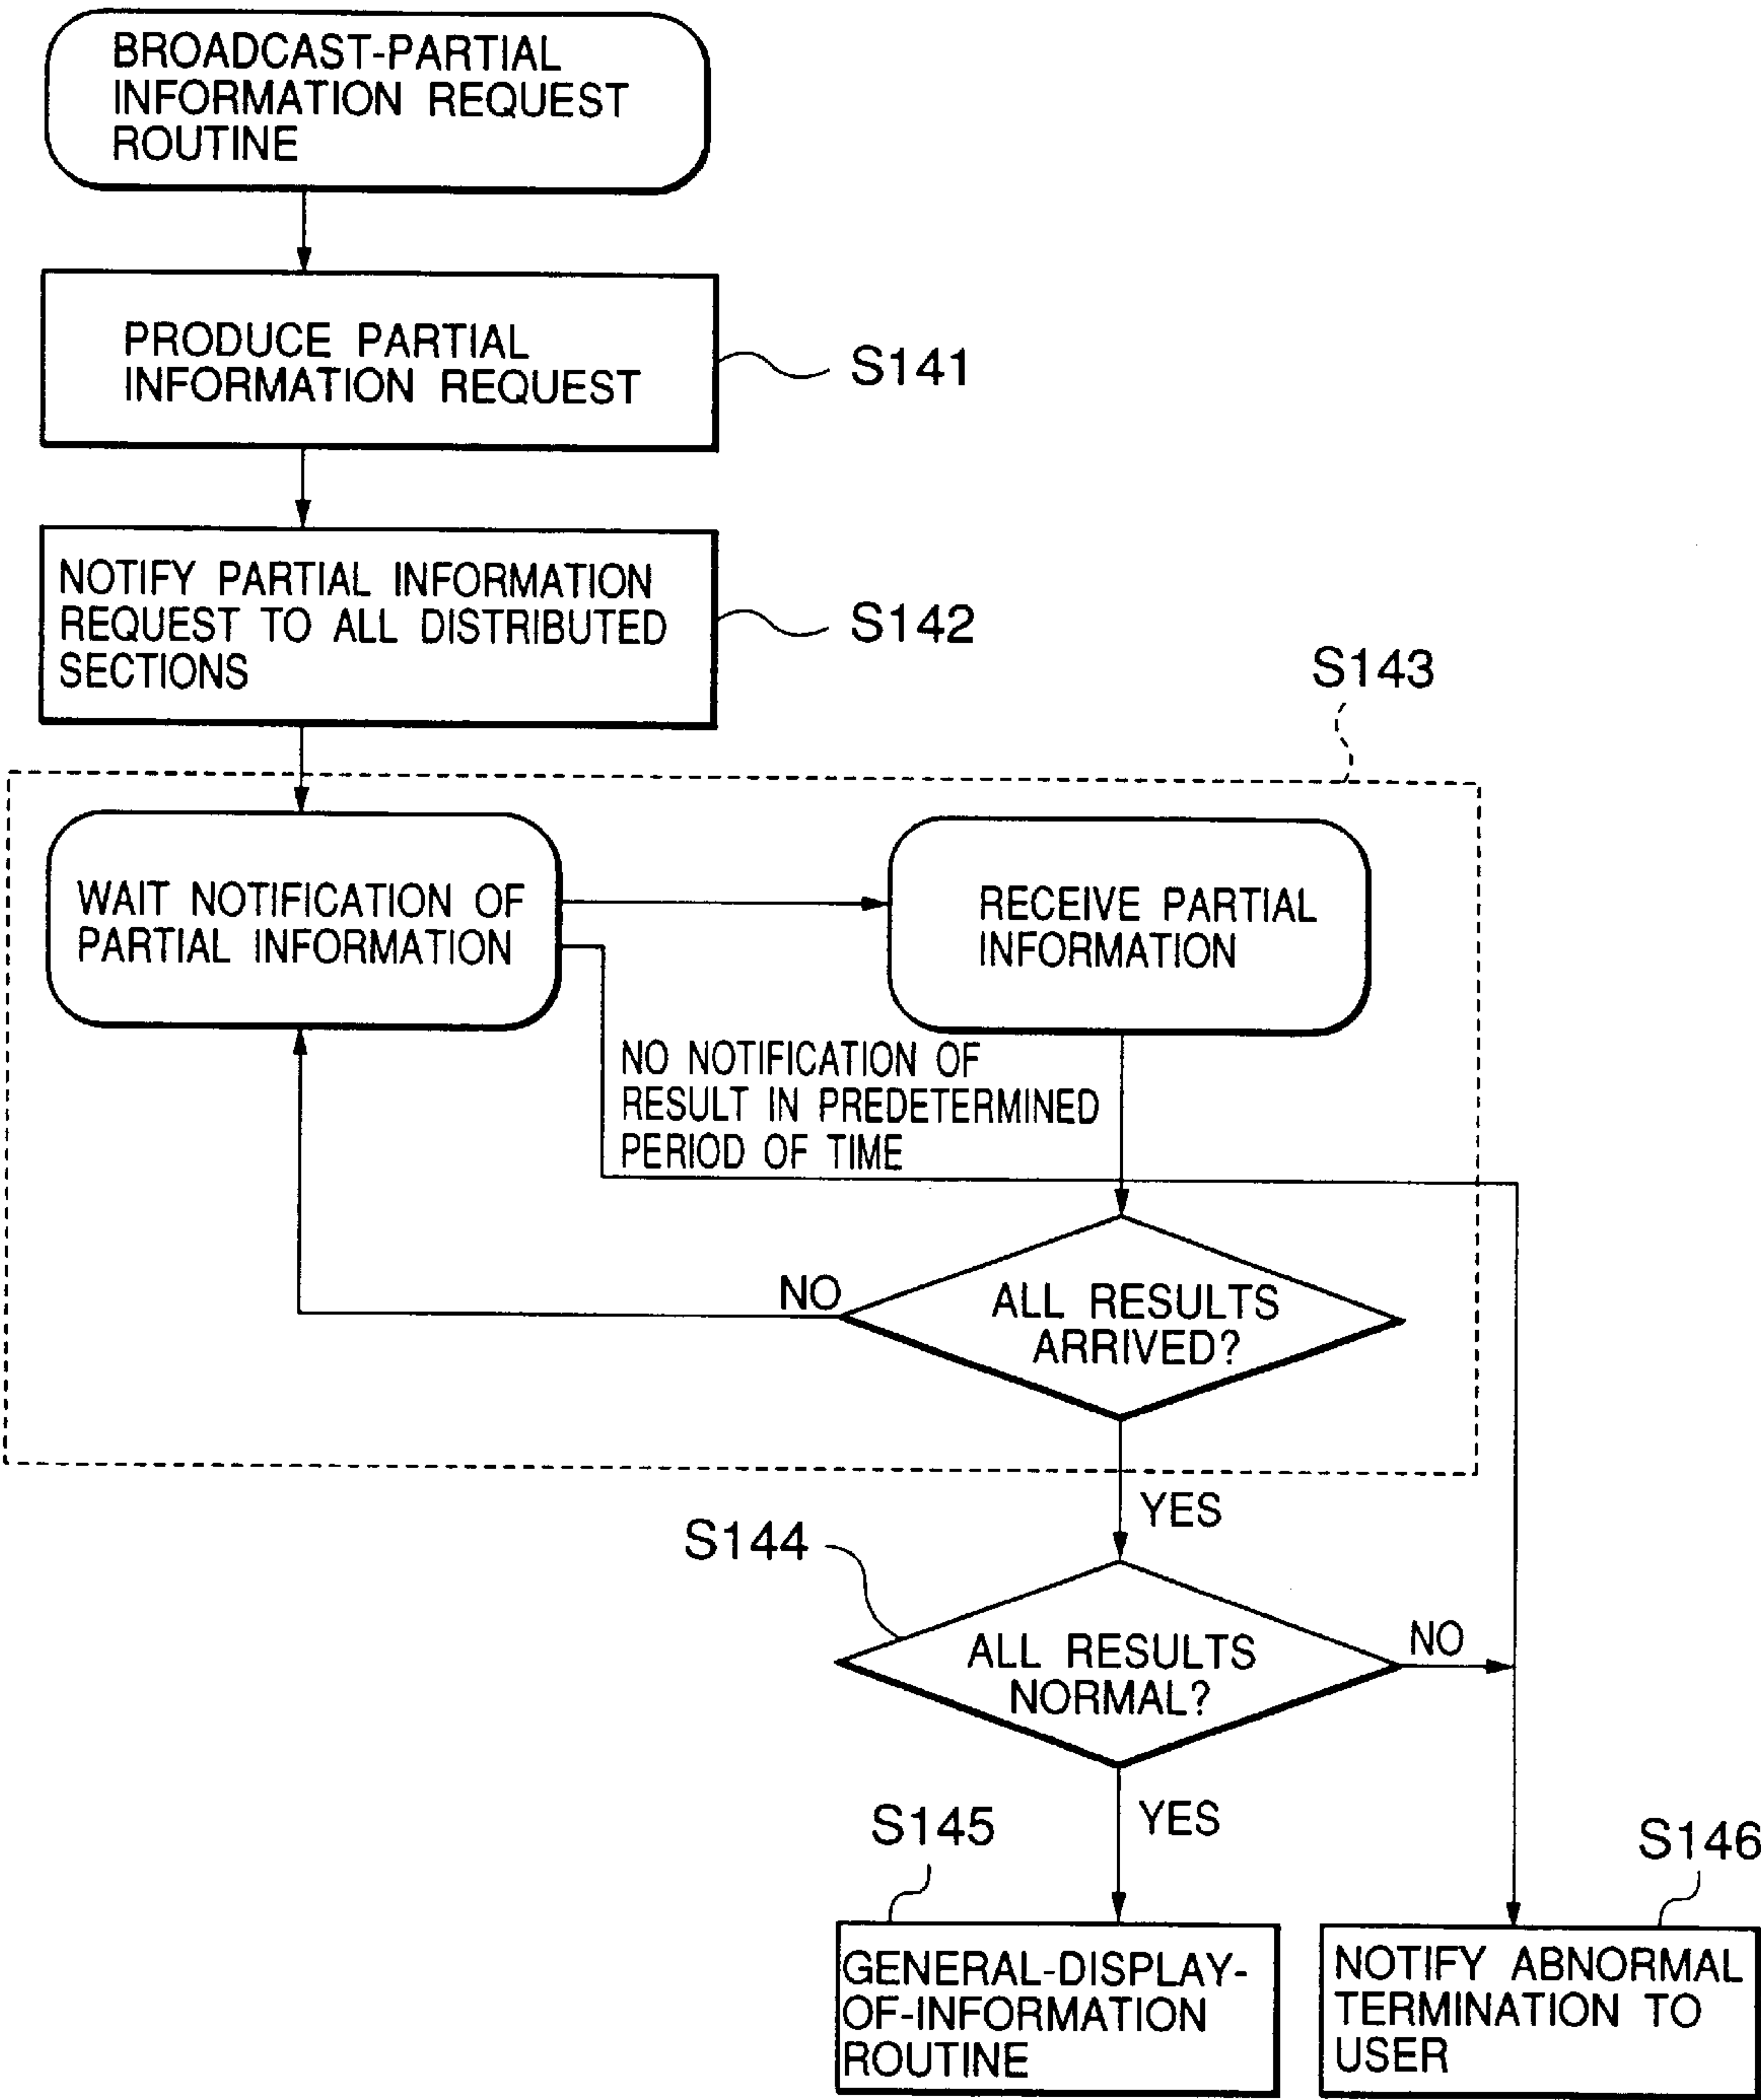 BROADCAST-PARTIAL
INFORMATION REQUEST
ROUTINE
PRODUCE PARTIAL
INFORMATION REQUEST
S141
NOTIFY PARTIAL INFORMATION
REQUEST TO ALL DISTRIBUTED
SECTIONS
S142
S143
WAIT NOTIFICATION OF
PARTIAL INFORMATION
RECEIVE PARTIAL
INFORMATION
NO NOTIFICATION OF
RESULT IN PREDETERMINED
PERIOD OF TIME
NO
ALL RESULTS
ARRIVED?
YES
S144
ALL RESULTS
NORMAL?
NO
YES
S145
S146
GENERAL-DISPLAY-
OF-INFORMATION
ROUTINE
NOTIFY ABNORMAL
TERMINATION TO
USER